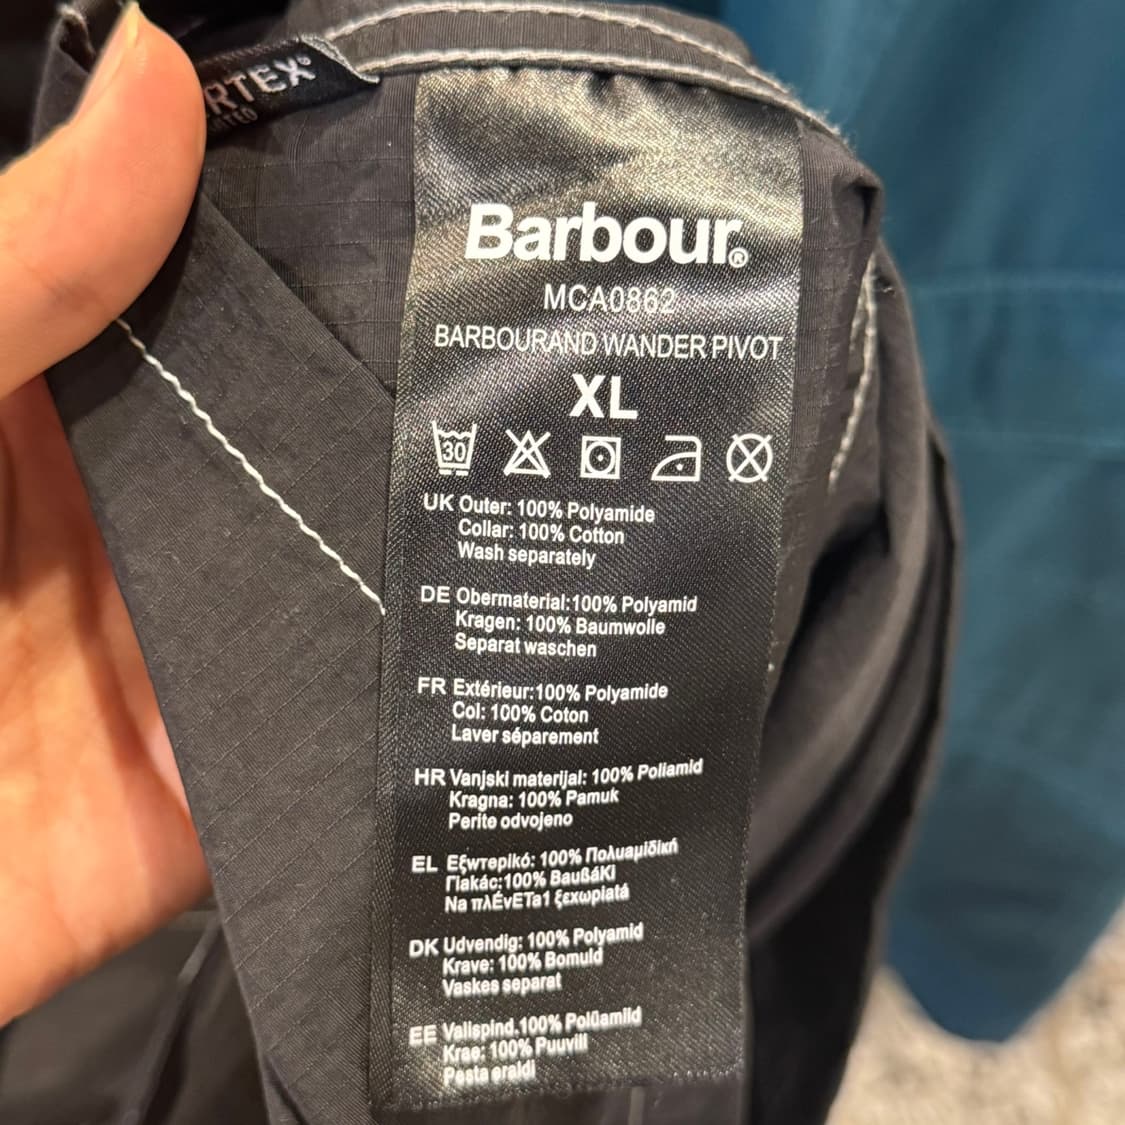 RTEX®
Barbour®
MCA0862
BARBOURAND WANDER PIVOT
XL
30
UK Outer: 100% Polyamide
Collar: 100% Cotton
Wash separately
DE Obermaterial:100% Polyamid
Kragen: 100% Baumwolle
Separat waschen
FR Extérieur:100% Polyamide
Col: 100% Coton
Laver séparement
HR Vanjski materijal: 100% Poliamid
Kragna: 100% Pamuk
Perite odvojeno
EL Εξωτερικό: 100% Πολυαμιδική
Γιακάς:100% ΒαυβάΚΙ
Να πλΈνΕΤα1 ξεχωριατά
DK Udvendig: 100% Polyamid
Krave: 100% Bomuld
Vaskes separat
EE Vallspind.100% Polüamiid
Krae: 100% Puuvill
Pesta eraldi